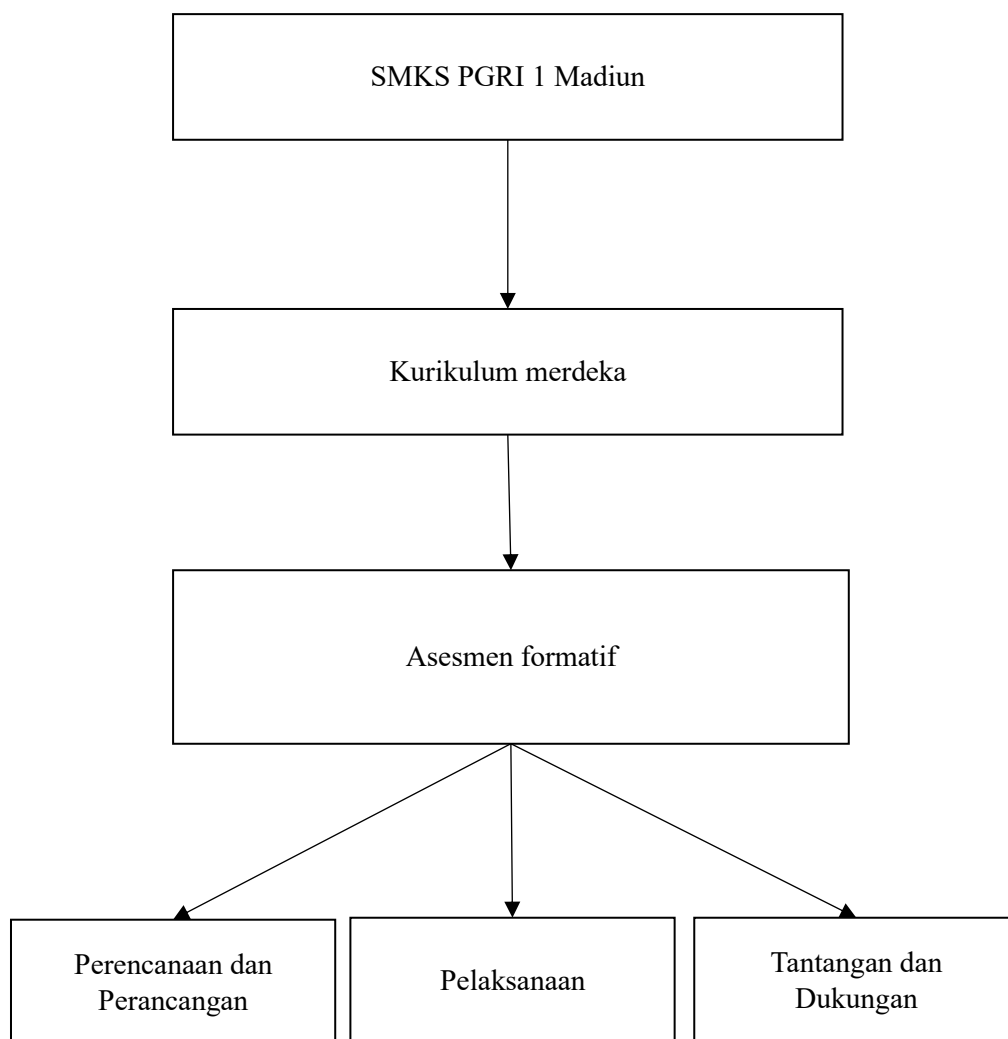 SMKS PGRI 1 Madiun
Kurikulum merdeka
Asesmen formatif
Perencanaan dan
Perancangan
Pelaksanaan
Tantangan dan
Dukungan